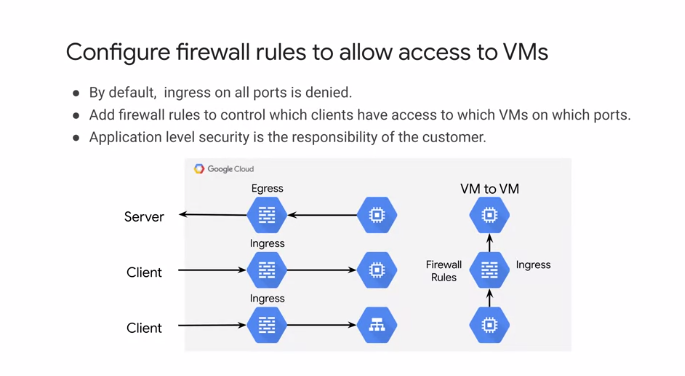 Configure firewall rules to allow access to VMs
● By default, ingress on all ports is denied.
● Add firewall rules to control which clients have access to which VMs on which ports.
● Application level security is the responsibility of the customer.
Google Cloud
Egress
Server
Ingress
Client
Ingress
Client
VM to VM
Firewall
Rules
Ingress